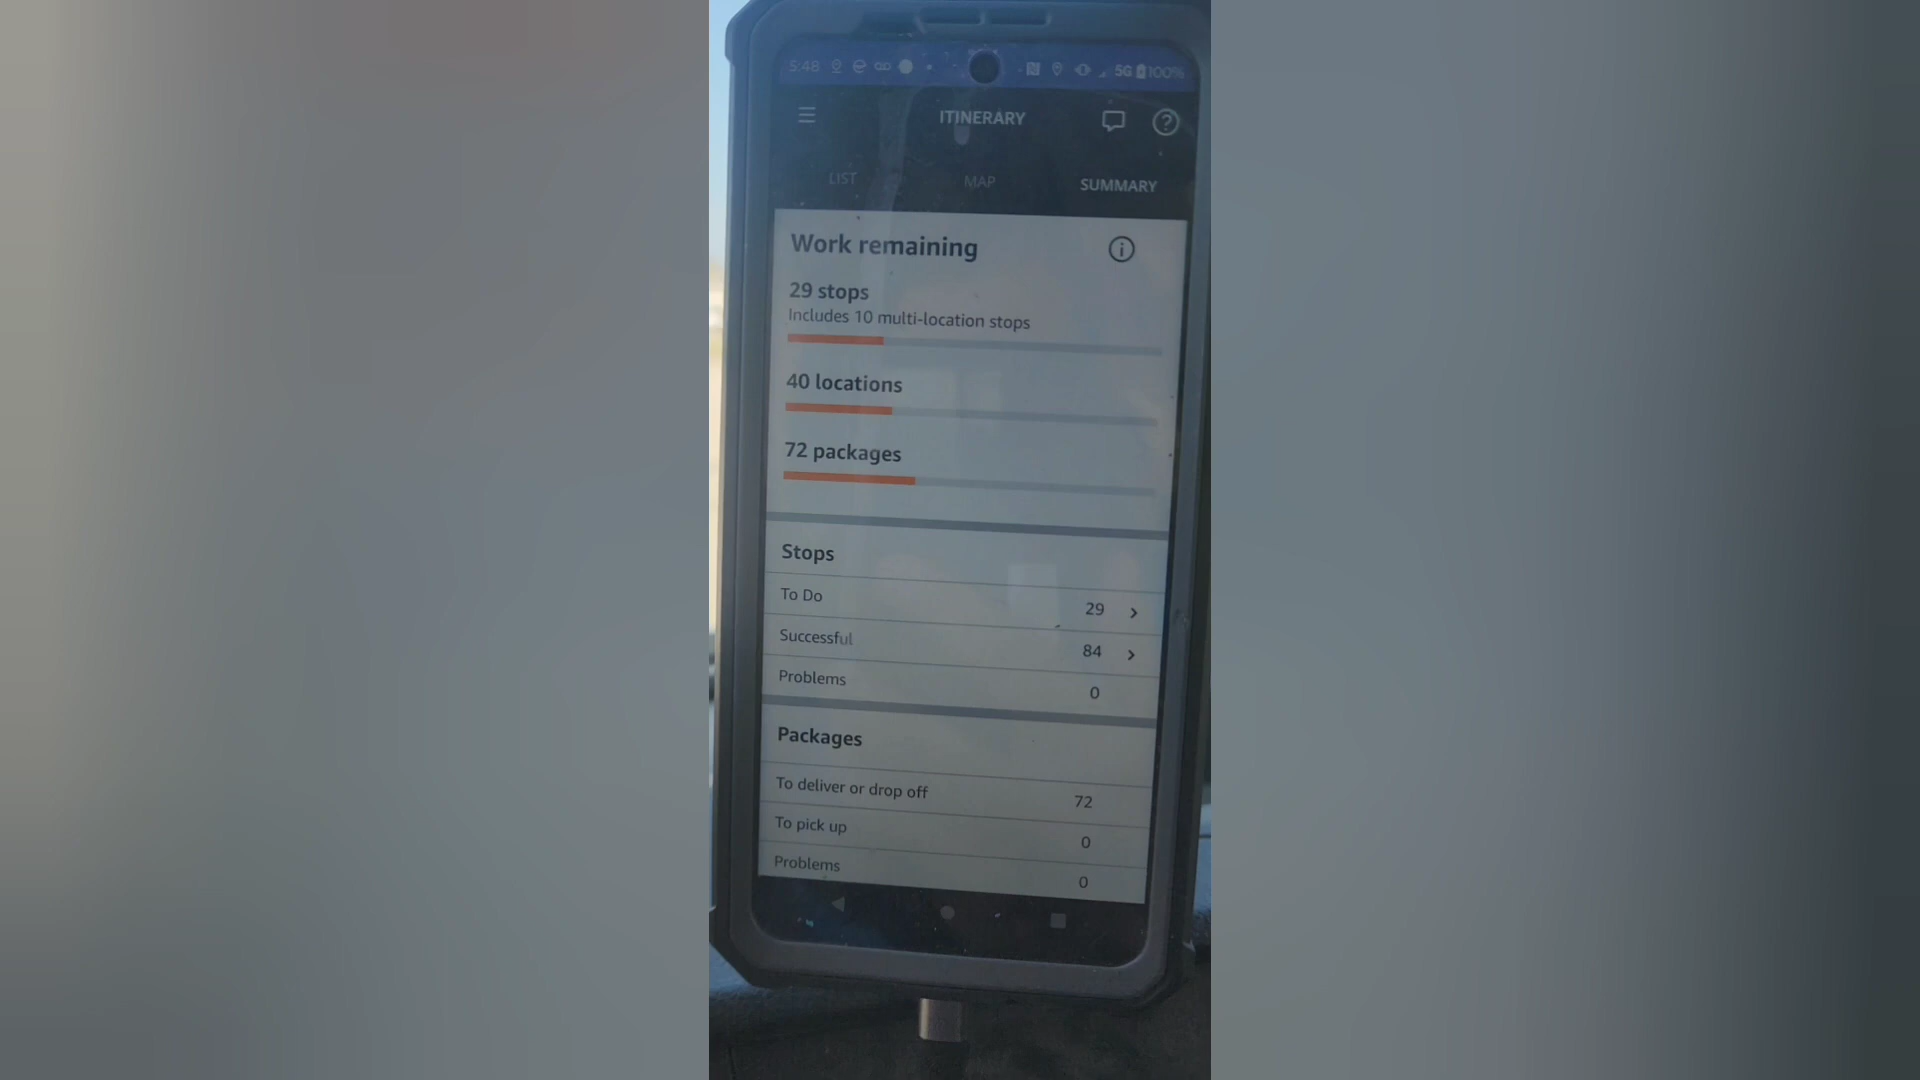 5:48 5G 100%
ITINERARY
LIST MAP SUMMARY
Work remaining
29 stops
Includes 10 multi-location stops
40 locations
72 packages
Stops
To Do 29
Successful 84
Problems 0
Packages
To deliver or drop off 72
To pick up 0
Problems 0